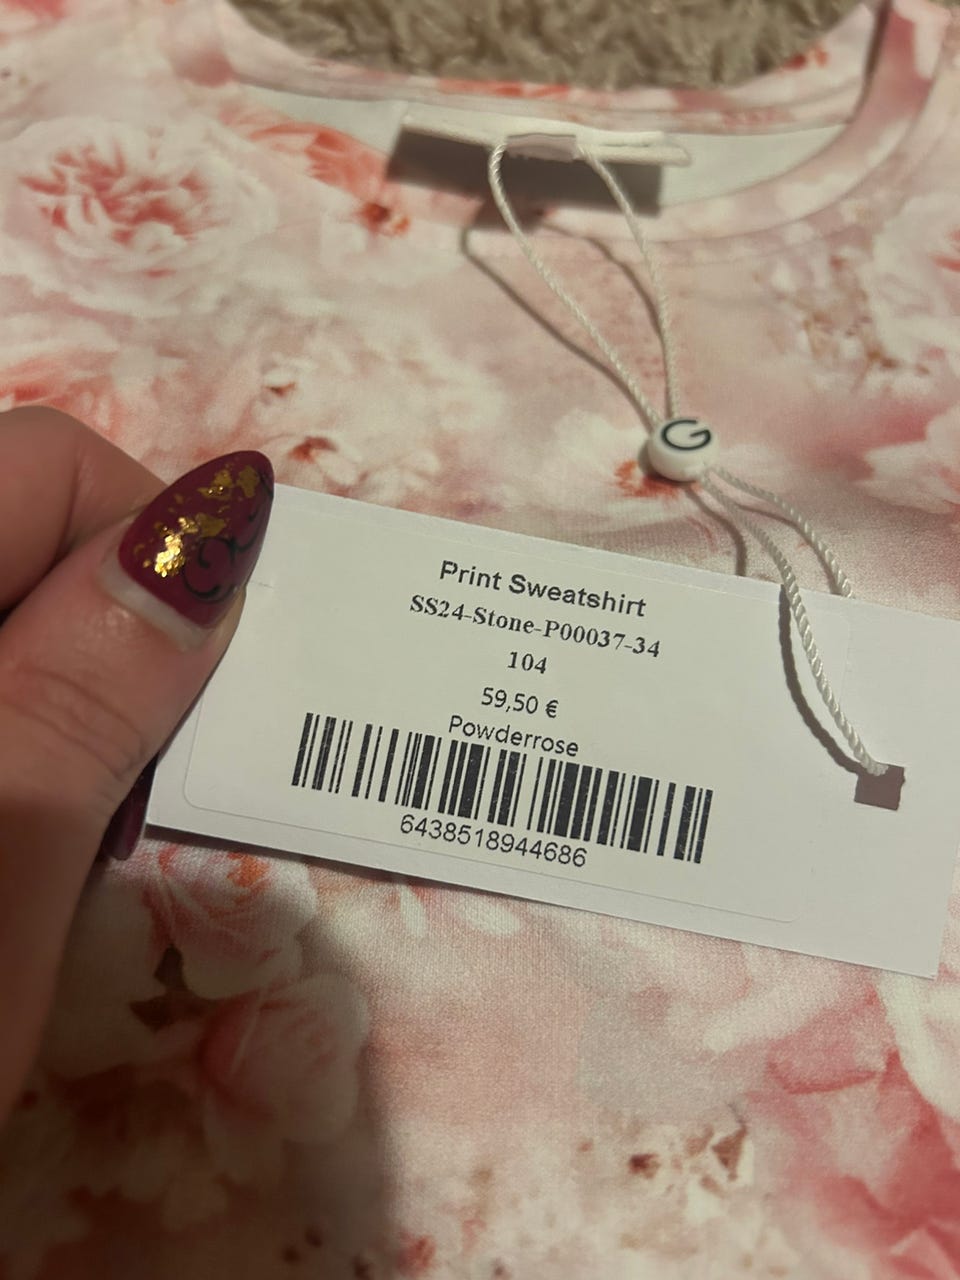 G
Print Sweatshirt
SS24-Stone-P00037-34
104
59,50 €
Powderrose
6438518944686